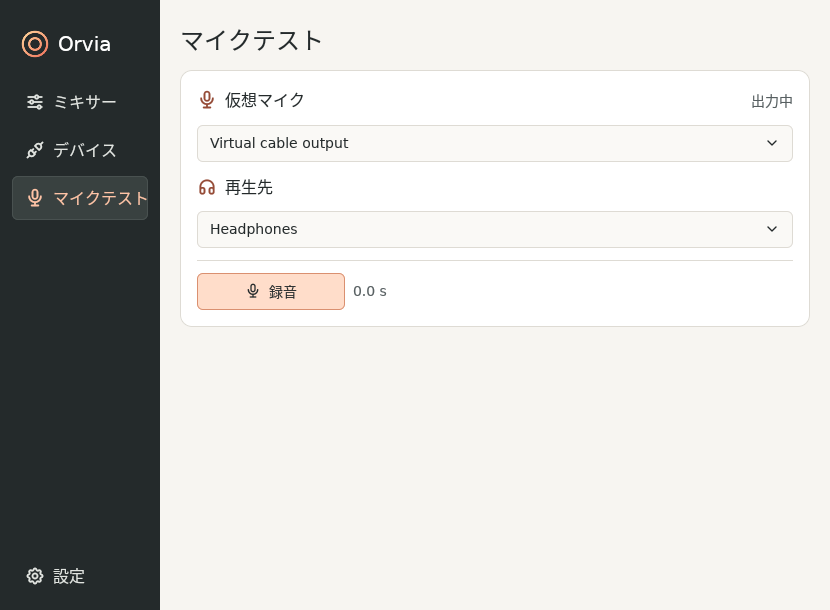 Orvia
ミキサー
デバイス
マイクテスト
設定
マイクテスト
仮想マイク 出力中
Virtual cable output
再生先
Headphones
録音 0.0 s